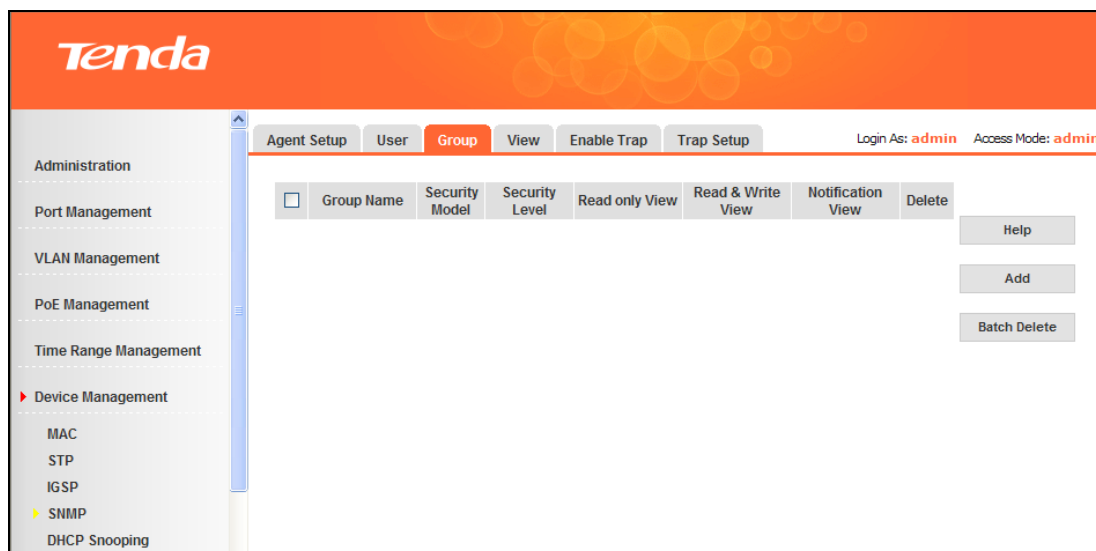 Tenda
Agent Setup User Group View Enable Trap Trap Setup Login As: admin Access Mode: admin
Administration
Port Management
VLAN Management
PoE Management
Time Range Management
Device Management
MAC
STP
IGSP
SNMP
DHCP Snooping
Group Name Security Model Security Level Read only View Read & Write View Notification View Delete
Help
Add
Batch Delete